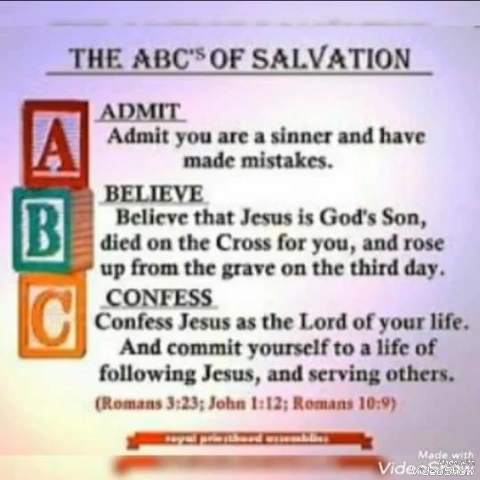 THE ABC'S OF SALVATION
A
ADMIT
Admit you are a sinner and have
made mistakes.
B
BELIEVE
Believe that Jesus is God's Son,
died on the Cross for you, and rose
up from the grave on the third day.
C
CONFESS
Confess Jesus as the Lord of your life.
And commit yourself to a life of
following Jesus, and serving others.
(Romans 3:23; John 1:12; Romans 10:9)
royal priesthood assemblies
Made with
VideoShow